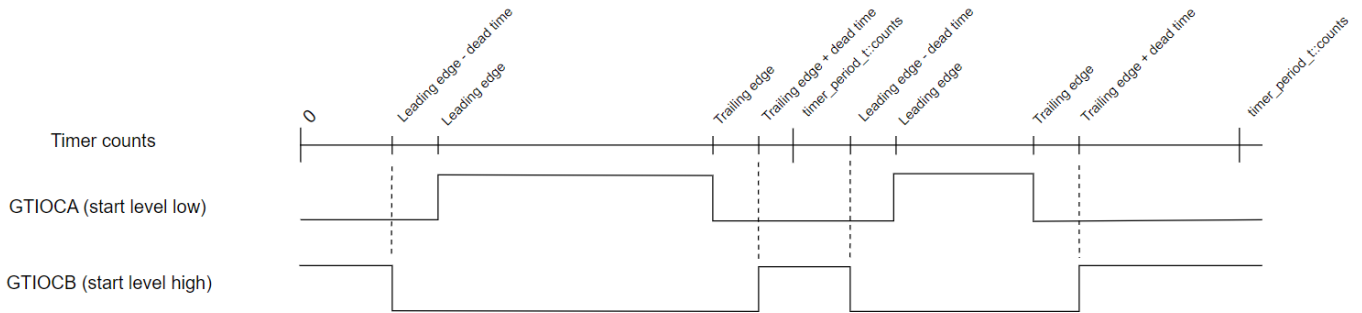 Leading edge - dead time
Leading edge
Trailing edge
Trailing edge + dead time
timer_period_t::counts
Leading edge - dead time
Leading edge
Trailing edge
Trailing edge + dead time
timer_period_t::counts
0
Timer counts
GTIOCA (start level low)
GTIOCB (start level high)